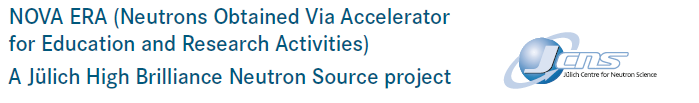 NOVA ERA (Neutrons Obtained Via Accelerator
for Education and Research Activities)
A Jülich High Brilliance Neutron Source project
JCNS
Jülich Centre for Neutron Science